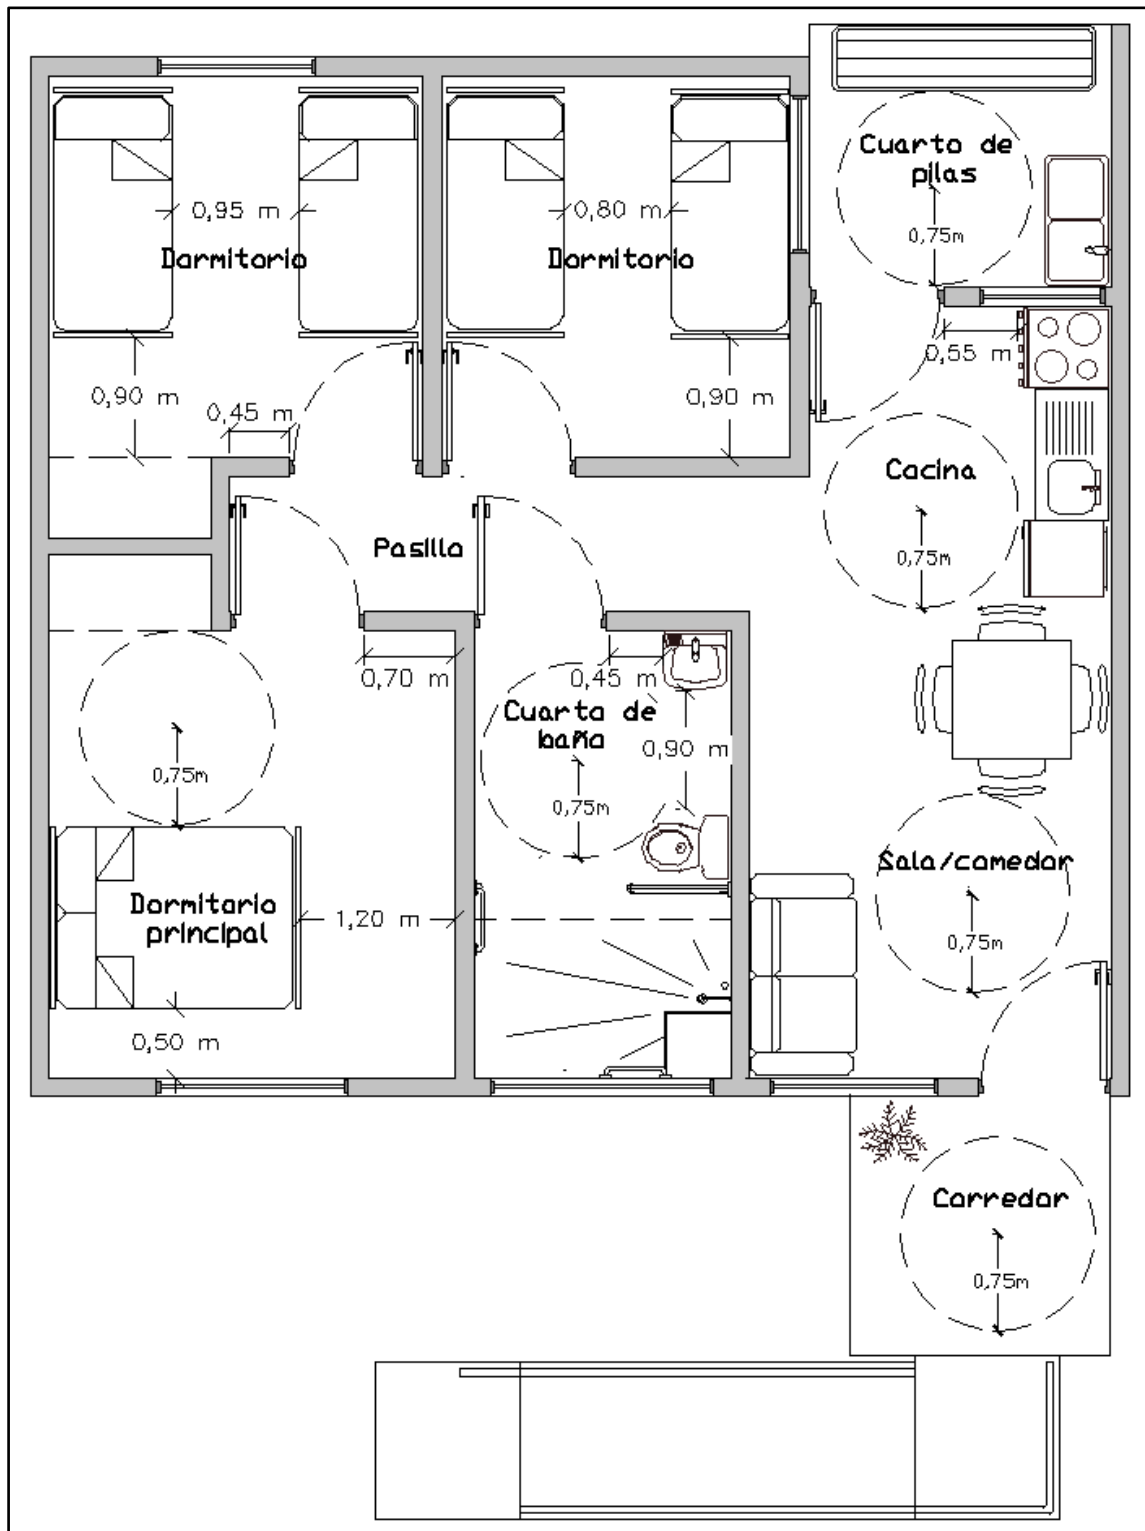 Cuarto de
pilas
0,75m
0,95 m
0,80 m
Dormitorio
Dormitorio
0,55 m
0,90 m
0,45 m
0,90 m
Cocina
0,75m
Pasillo
0,70 m
0,45 m
Cuarto de
baño
0,90 m
0,75m
0,75m
Sala/comedor
0,75m
Dormitorio
principal
1,20 m
0,50 m
Corredor
0,75m